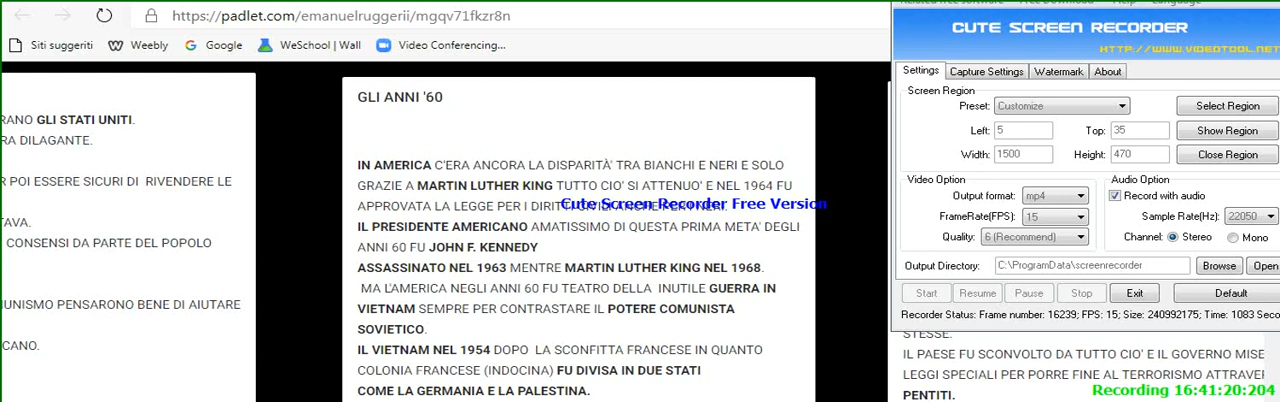 https://padlet.com/emanuelruggerii/mgqv71fkzr8n
Siti suggeriti
Weebly
Google
WeSchool | Wall
Video Conferencing...
RANO GLI STATI UNITI.
RA DILAGANTE.
R POI ESSERE SICURI DI RIVENDERE LE
TAVA.
CONSENSI DA PARTE DEL POPOLO
UNISMO PENSARONO BENE DI AIUTARE
CANO.
GLI ANNI '60
IN AMERICA C'ERA ANCORA LA DISPARITÀ' TRA BIANCHI E NERI E SOLO
GRAZIE A MARTIN LUTHER KING TUTTO CIO' SI ATTENUO' E NEL 1964 FU
APPROVATA LA LEGGE PER I DIRITTI CIVILI ANCHE PER I NERI.
Cute Screen Recorder Free Version
IL PRESIDENTE AMERICANO AMATISSIMO DI QUESTA PRIMA META' DEGLI
ANNI 60 FU JOHN F. KENNEDY
ASSASSINATO NEL 1963 MENTRE MARTIN LUTHER KING NEL 1968.
MA L'AMERICA NEGLI ANNI 60 FU TEATRO DELLA INUTILE GUERRA IN
VIETNAM SEMPRE PER CONTRASTARE IL POTERE COMUNISTA
SOVIETICO.
IL VIETNAM NEL 1954 DOPO LA SCONFITTA FRANCESE IN QUANTO
COLONIA FRANCESE (INDOCINA) FU DIVISA IN DUE STATI
COME LA GERMANIA E LA PALESTINA.
CUTE SCREEN RECORDER
HTTP://WWW.VIDEOTOOL.NET
Settings
Capture Settings
Watermark
About
Screen Region
Preset: Customize
Select Region
Left: 5
Top: 35
Show Region
Width: 1500
Height: 470
Close Region
Video Option
Audio Option
Output format: mp4
Record with audio
FrameRate(FPS): 15
Sample Rate(Hz): 22050
Quality: 6 (Recommend)
Channel: Stereo Mono
Output Directory: C:\ProgramData\screenrecorder
Browse
Open
Start
Resume
Pause
Stop
Exit
Default
Recorder Status: Frame number: 16239; FPS: 15; Size: 240992175; Time: 1083 Seco
STESSE.
IL PAESE FU SCONVOLTO DA TUTTO CIO' E IL GOVERNO MISE
LEGGI SPECIALI PER PORRE FINE AL TERRORISMO ATTRAVER
PENTITI.
Recording 16:41:20:204